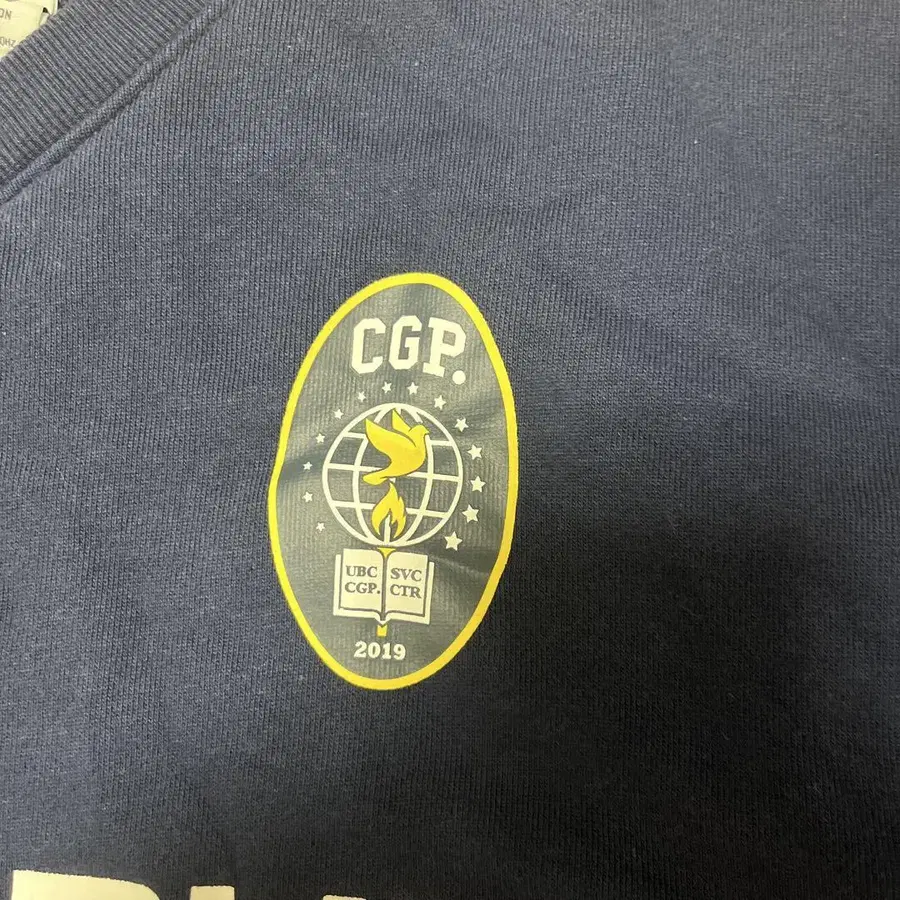 CGP.
UBC SVC
CGP. CTR
2019